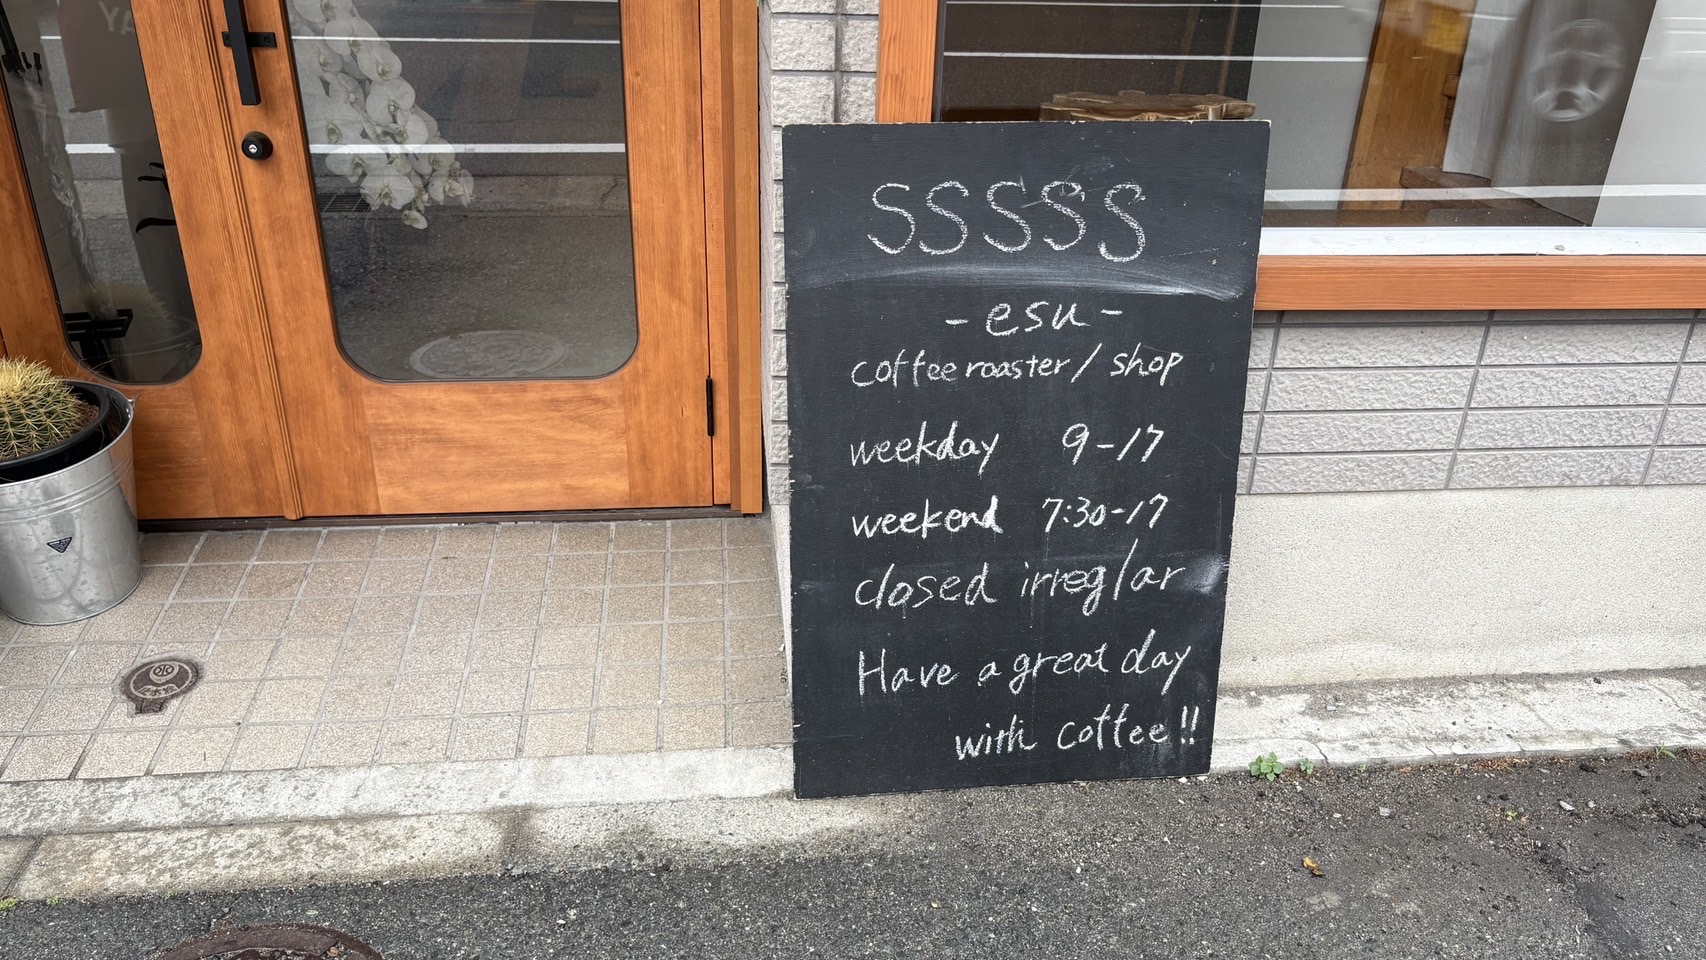 SSSSS
-esu-
coffee roaster / shop
weekday 9-17
weekend 7:30-17
closed irreglar
Have a great day
with coffee!!